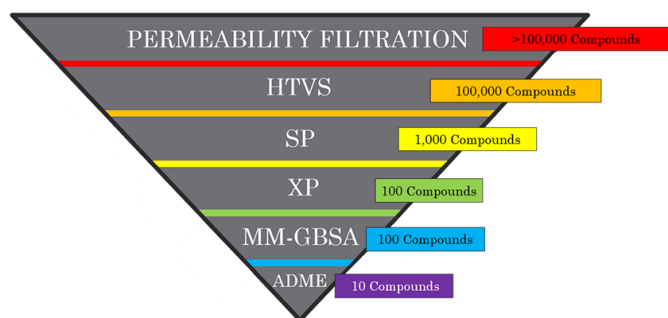 PERMEABILITY FILTRATION
>100,000 Compounds
HTVS
100,000 Compounds
SP
1,000 Compounds
XP
100 Compounds
MM-GBSA
100 Compounds
ADME
10 Compounds